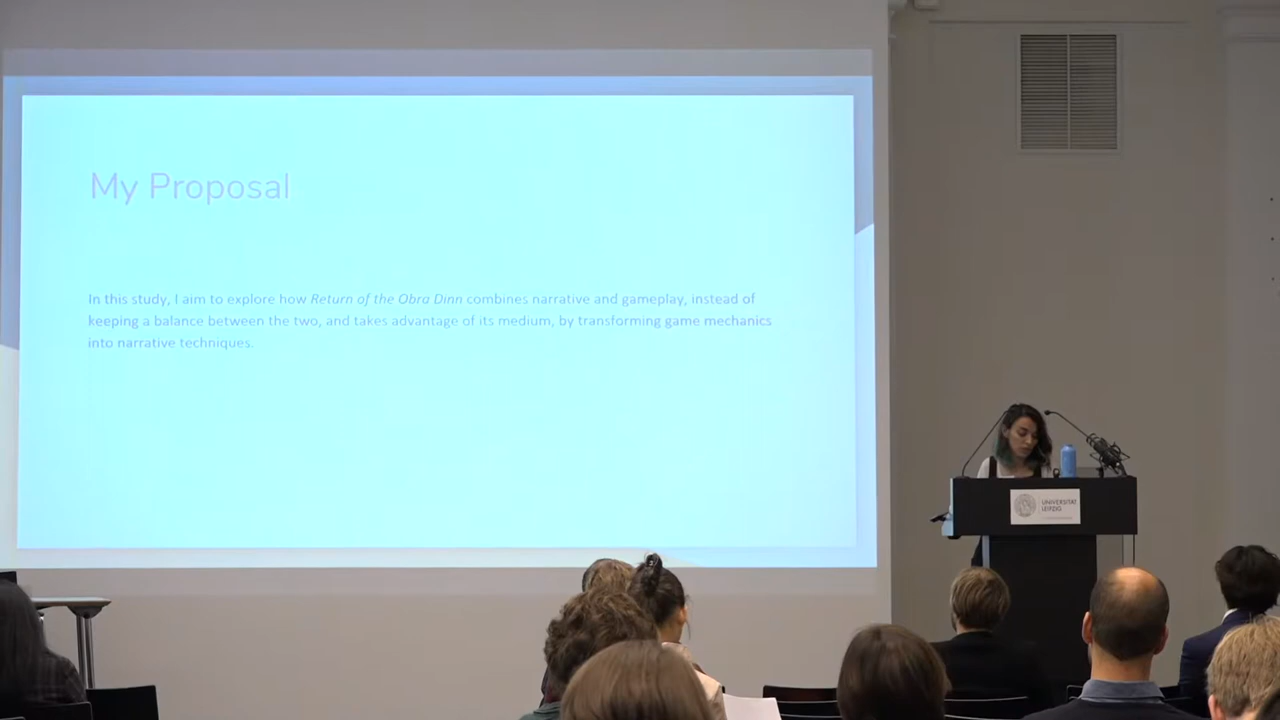 My Proposal
In this study, I aim to explore how Return of the Obra Dinn combines narrative and gameplay, instead of
keeping a balance between the two, and takes advantage of its medium, by transforming game mechanics
into narrative techniques.
UNIVERSITÄT
LEIPZIG